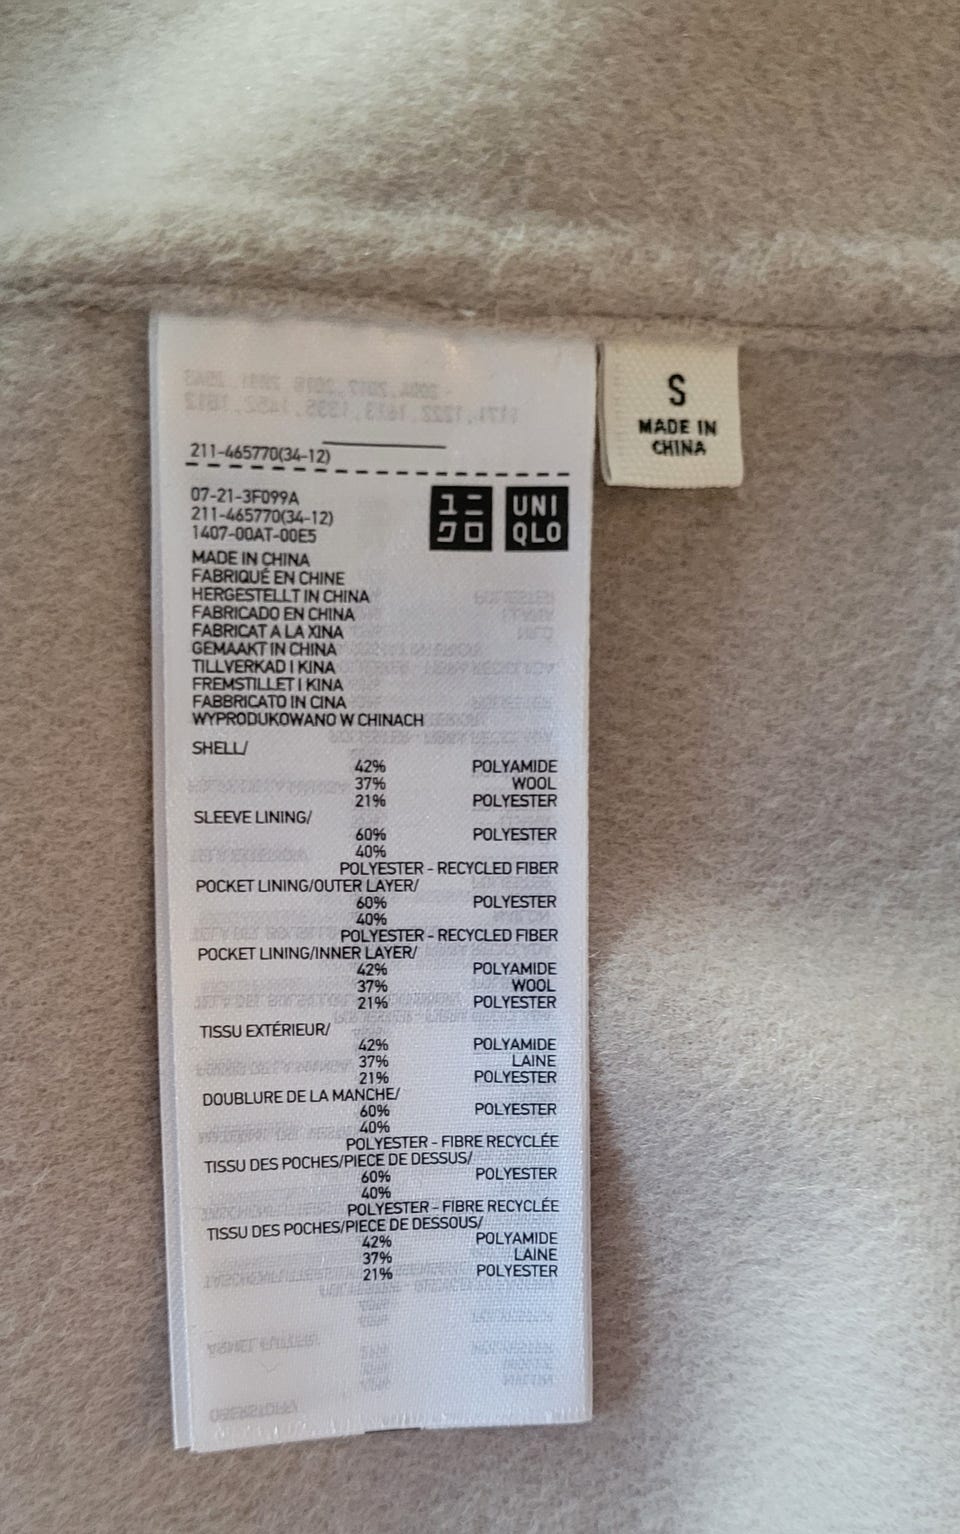 211-465770(34-12)
07-21-3F099A
211-465770(34-12)
1407-00AT-00E5
ユニ
クロ
UNI
QLO
S
MADE IN
CHINA
MADE IN CHINA
FABRIQUÉ EN CHINE
HERGESTELLT IN CHINA
FABRICADO EN CHINA
FABRICAT A LA XINA
GEMAAKT IN CHINA
TILLVERKAD I KINA
FREMSTILLET I KINA
FABBRICATO IN CINA
WYPRODUKOWANO W CHINACH
SHELL/
42% POLYAMIDE
37% WOOL
21% POLYESTER
SLEEVE LINING/
60% POLYESTER
40%
POLYESTER - RECYCLED FIBER
POCKET LINING/OUTER LAYER/
60% POLYESTER
40%
POLYESTER - RECYCLED FIBER
POCKET LINING/INNER LAYER/
42% POLYAMIDE
37% WOOL
21% POLYESTER
TISSU EXTÉRIEUR/
42% POLYAMIDE
37% LAINE
21% POLYESTER
DOUBLURE DE LA MANCHE/
60% POLYESTER
40%
POLYESTER - FIBRE RECYCLÉE
TISSU DES POCHES/PIECE DE DESSUS/
60% POLYESTER
40%
POLYESTER - FIBRE RECYCLÉE
TISSU DES POCHES/PIECE DE DESSOUS/
42% POLYAMIDE
37% LAINE
21% POLYESTER